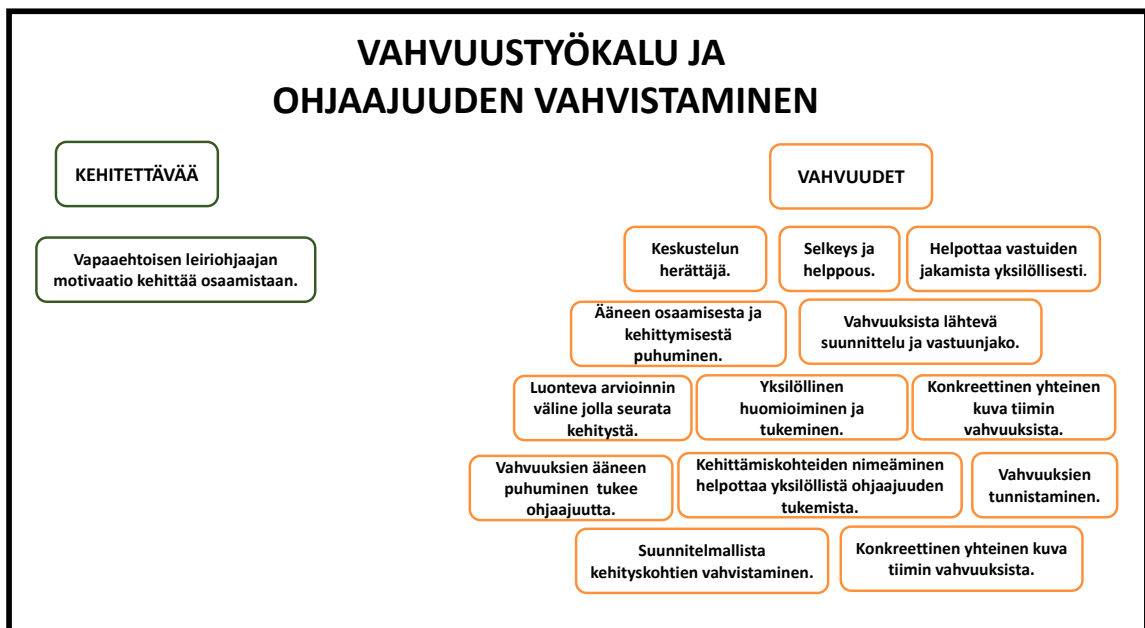 VAHVUUSTYÖKALU JA
OHJAAJUUDEN VAHVISTAMINEN
KEHITETTÄVÄÄ
Vapaaehtoisen leiriohjaajan
motivaatio kehittää osaamistaan.
VAHVUUDET
Keskustelun
herättäjä.
Selkeys ja
helppous.
Helpottaa vastuiden
jakamista yksilöllisesti.
Ääneen osaamisesta ja
kehittymisestä
puhuminen.
Vahvuuksista lähtevä
suunnittelu ja vastuunjako.
Luonteva arvioinnin
väline jolla seurata
kehitystä.
Yksilöllinen
huomioiminen ja
tukeminen.
Konkreettinen yhteinen
kuva tiimin
vahvuuksista.
Vahvuuksien ääneen
puhuminen tukee
ohjaajuutta.
Kehittämiskohteiden nimeäminen
helpottaa yksilöllistä ohjaajuuden
tukemista.
Vahvuuksien
tunnistaminen.
Suunnitelmallista
kehityskohtien vahvistaminen.
Konkreettinen yhteinen kuva
tiimin vahvuuksista.